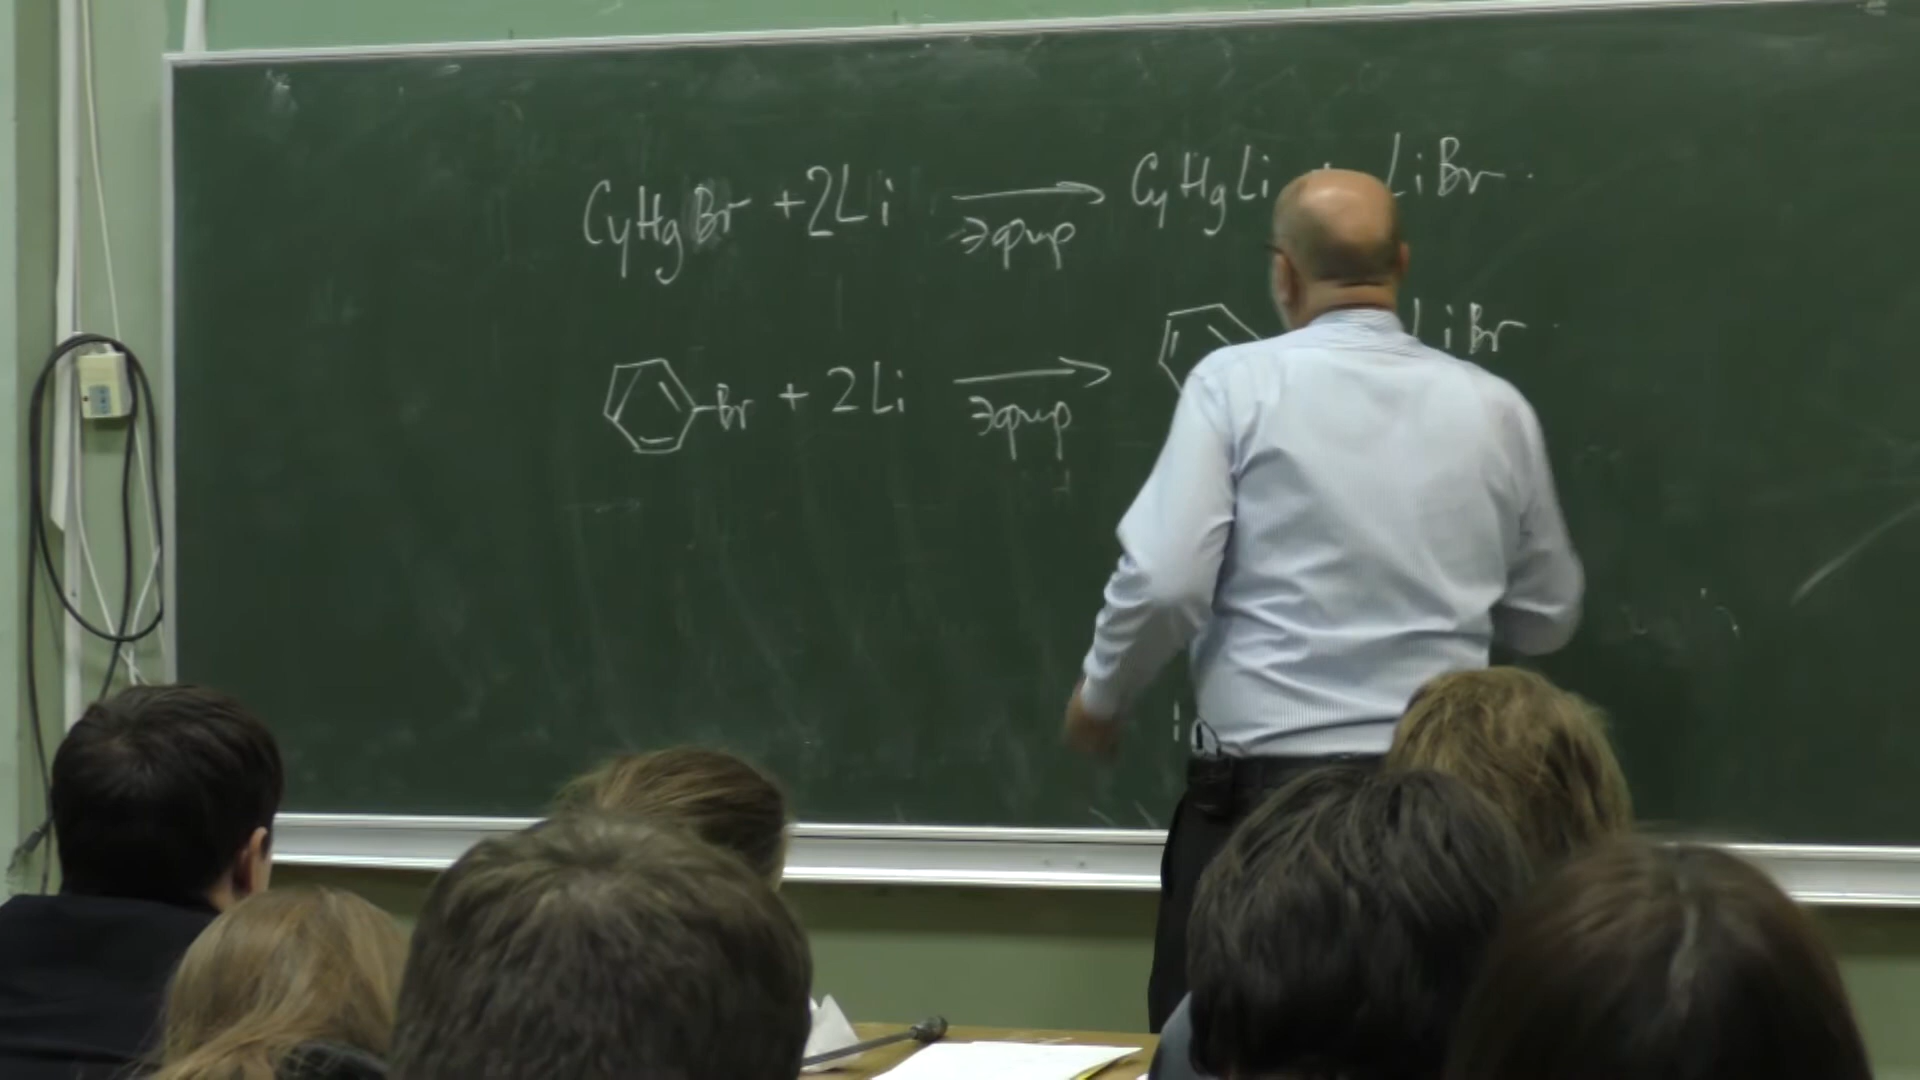 C₄H₉Br + 2Li ⟶ C₄H₉Li + LiBr.
эфир
Br + 2Li ⟶ LiBr.
эфир